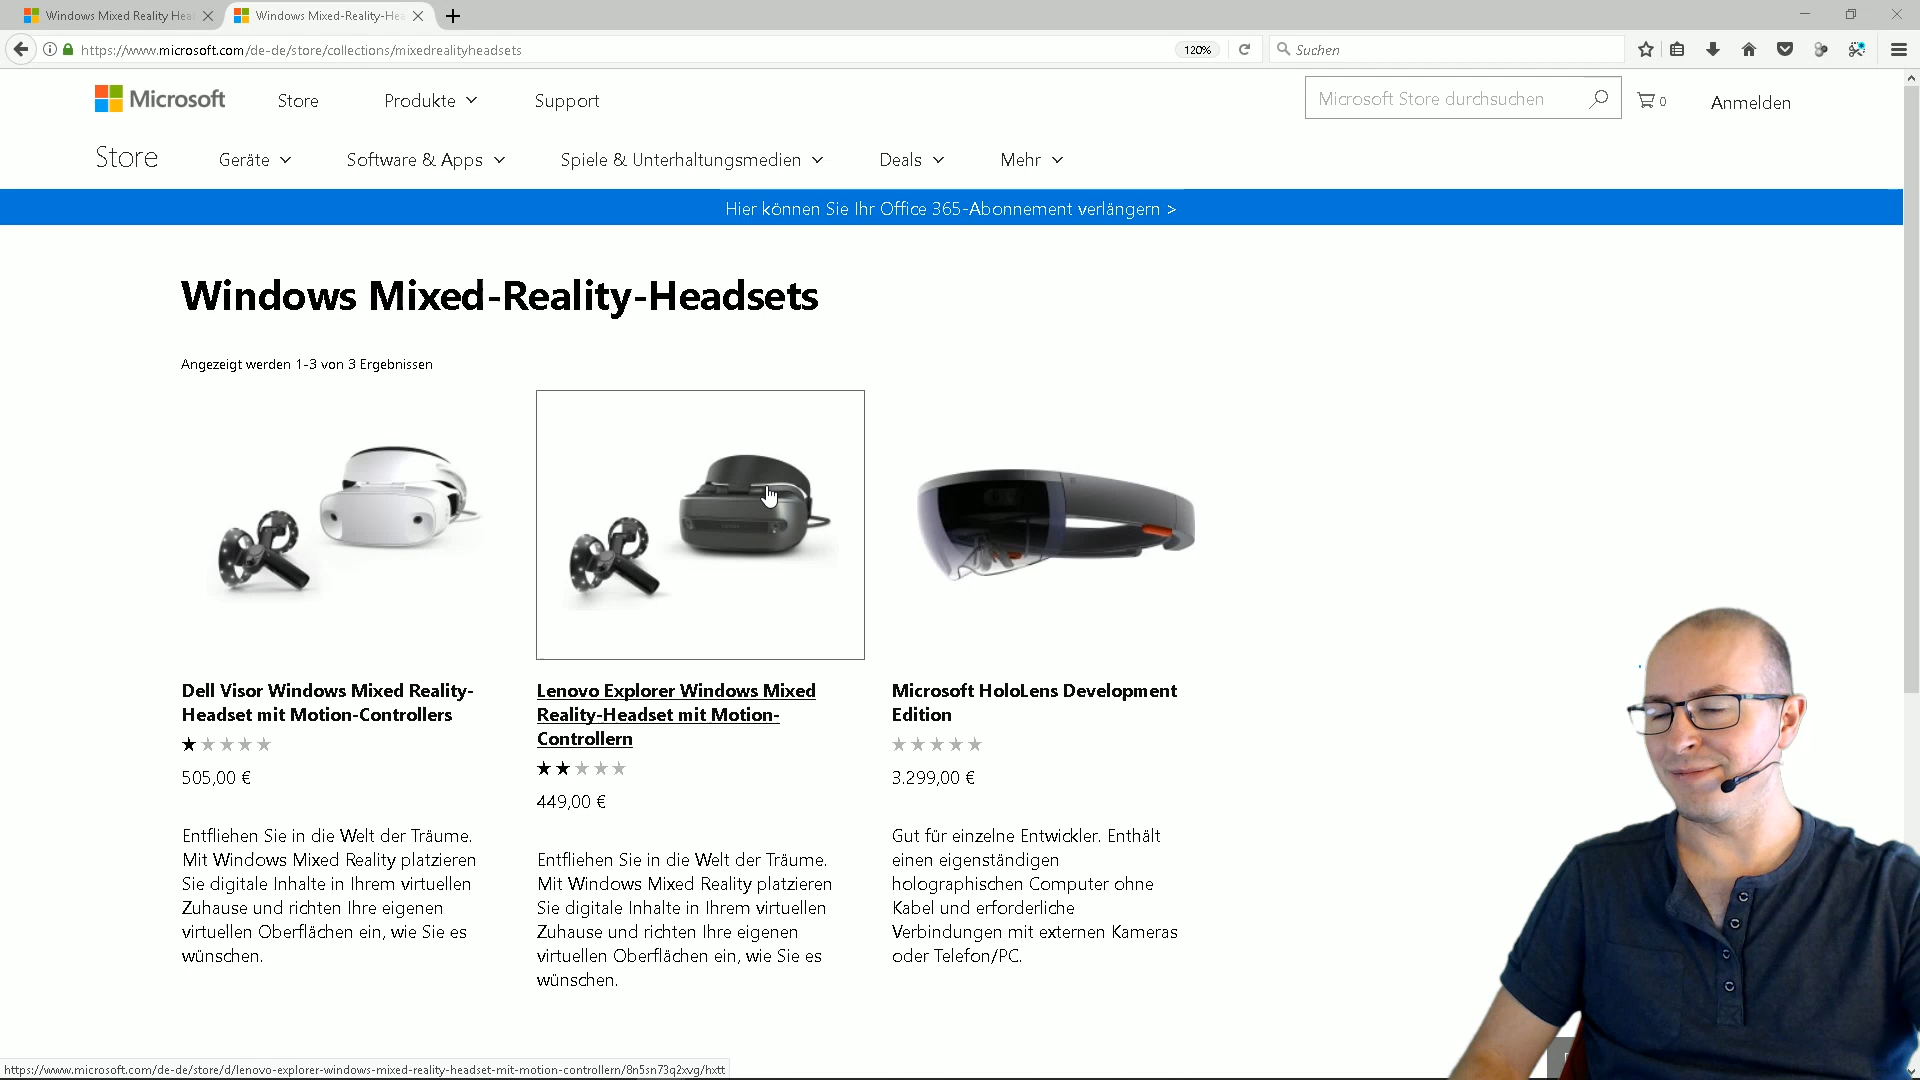 Windows Mixed Reality Hea
Windows Mixed-Reality-Hea
https://www.microsoft.com/de-de/store/collections/mixedrealityheadsets
120%
Suchen
Microsoft
Store
Produkte
Support
Microsoft Store durchsuchen
0
Anmelden
Store
Geräte
Software & Apps
Spiele & Unterhaltungsmedien
Deals
Mehr
Hier können Sie Ihr Office 365-Abonnement verlängern >
Windows Mixed-Reality-Headsets
Angezeigt werden 1-3 von 3 Ergebnissen
Dell Visor Windows Mixed Reality-
Headset mit Motion-Controllers
505,00 €
Entfliehen Sie in die Welt der Träume.
Mit Windows Mixed Reality platzieren
Sie digitale Inhalte in Ihrem virtuellen
Zuhause und richten Ihre eigenen
virtuellen Oberflächen ein, wie Sie es
wünschen.
Lenovo Explorer Windows Mixed
Reality-Headset mit Motion-
Controllern
449,00 €
Entfliehen Sie in die Welt der Träume.
Mit Windows Mixed Reality platzieren
Sie digitale Inhalte in Ihrem virtuellen
Zuhause und richten Ihre eigenen
virtuellen Oberflächen ein, wie Sie es
wünschen.
Microsoft HoloLens Development
Edition
3.299,00 €
Gut für einzelne Entwickler. Enthält
einen eigenständigen
holographischen Computer ohne
Kabel und erforderliche
Verbindungen mit externen Kameras
oder Telefon/PC.
https://www.microsoft.com/de-de/store/d/lenovo-explorer-windows-mixed-reality-headset-mit-motion-controllern/8n5sn73q2xvg/hxtt